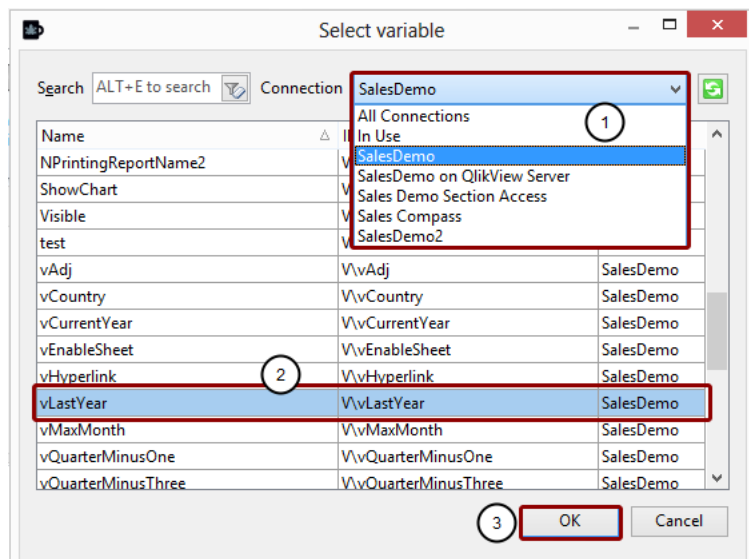 Select variable
Search ALT+E to search Connection SalesDemo
All Connections
1
In Use
SalesDemo
SalesDemo on QlikView Server
Sales Demo Section Access
Sales Compass
SalesDemo2
Name
NPrintingReportName2
ShowChart
Visible
test
vAdj V\vAdj SalesDemo
vCountry V\vCountry SalesDemo
vCurrentYear V\vCurrentYear SalesDemo
vEnableSheet V\vEnableSheet SalesDemo
vHyperlink 2 V\vHyperlink SalesDemo
vLastYear V\vLastYear SalesDemo
vMaxMonth V\vMaxMonth SalesDemo
vQuarterMinusOne V\vQuarterMinusOne SalesDemo
vQuarterMinusThree V\vQuarterMinusThree SalesDemo
3 OK Cancel